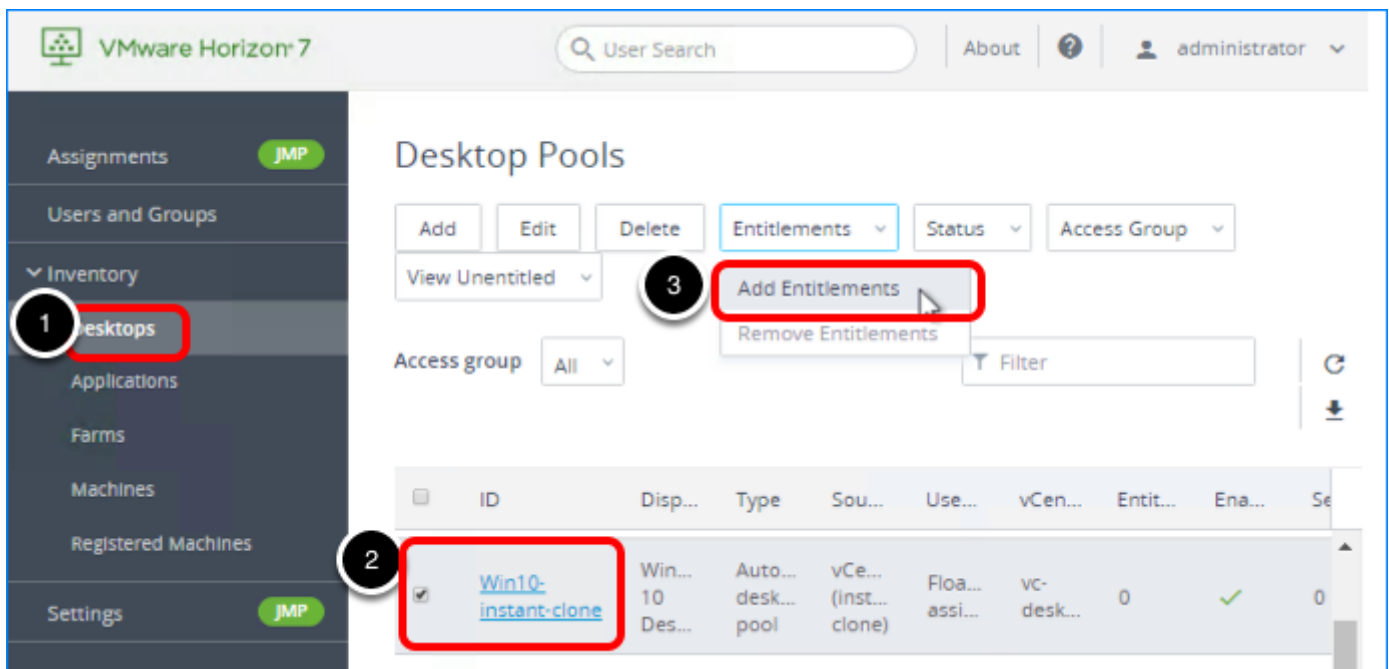 VMware Horizon® 7
User Search
About
?
administrator
Assignments
JMP
Users and Groups
Inventory
1
esktops
Applications
Farms
Machines
Registered Machines
Settings
JMP
Desktop Pools
Add
Edit
Delete
Entitlements
Status
Access Group
View Unentitled
3
Add Entitlements
Remove Entitlements
Access group
All
Filter
ID
Disp...
Type
Sou...
Use...
vCen...
Entit...
Ena...
Se
2
Win10-
instant-clone
Win...
10
Des...
Auto...
desk...
pool
vCe...
(inst...
clone)
Floa...
assi...
vc-
desk...
0
0